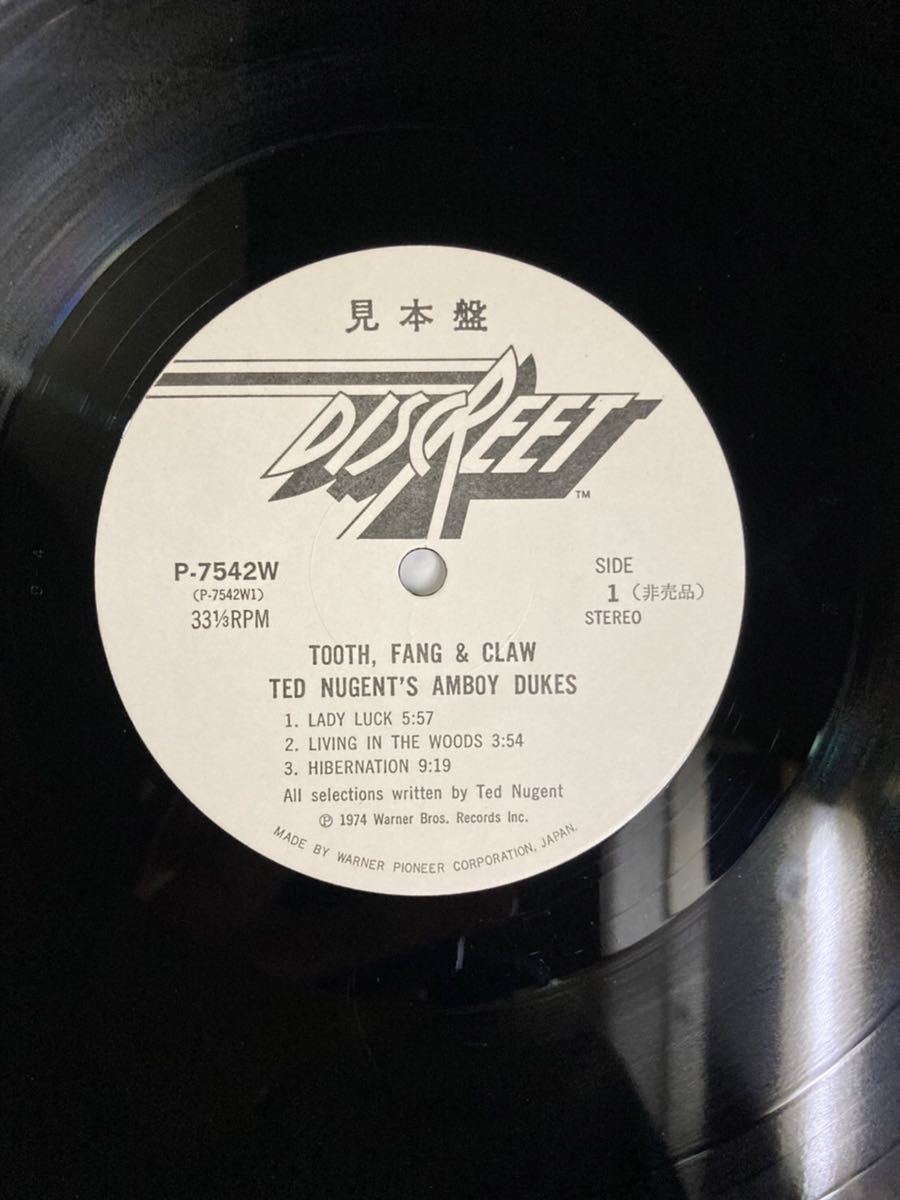 見本盤
DISCREET
TM
P-7542W
(P-7542W1)
33⅓RPM
SIDE
1 (非売品)
STEREO
TOOTH, FANG & CLAW
TED NUGENT'S AMBOY DUKES
1. LADY LUCK 5:57
2. LIVING IN THE WOODS 3:54
3. HIBERNATION 9:19
All selections written by Ted Nugent
Ⓟ 1974 Warner Bros. Records Inc.
MADE BY WARNER PIONEER CORPORATION, JAPAN.